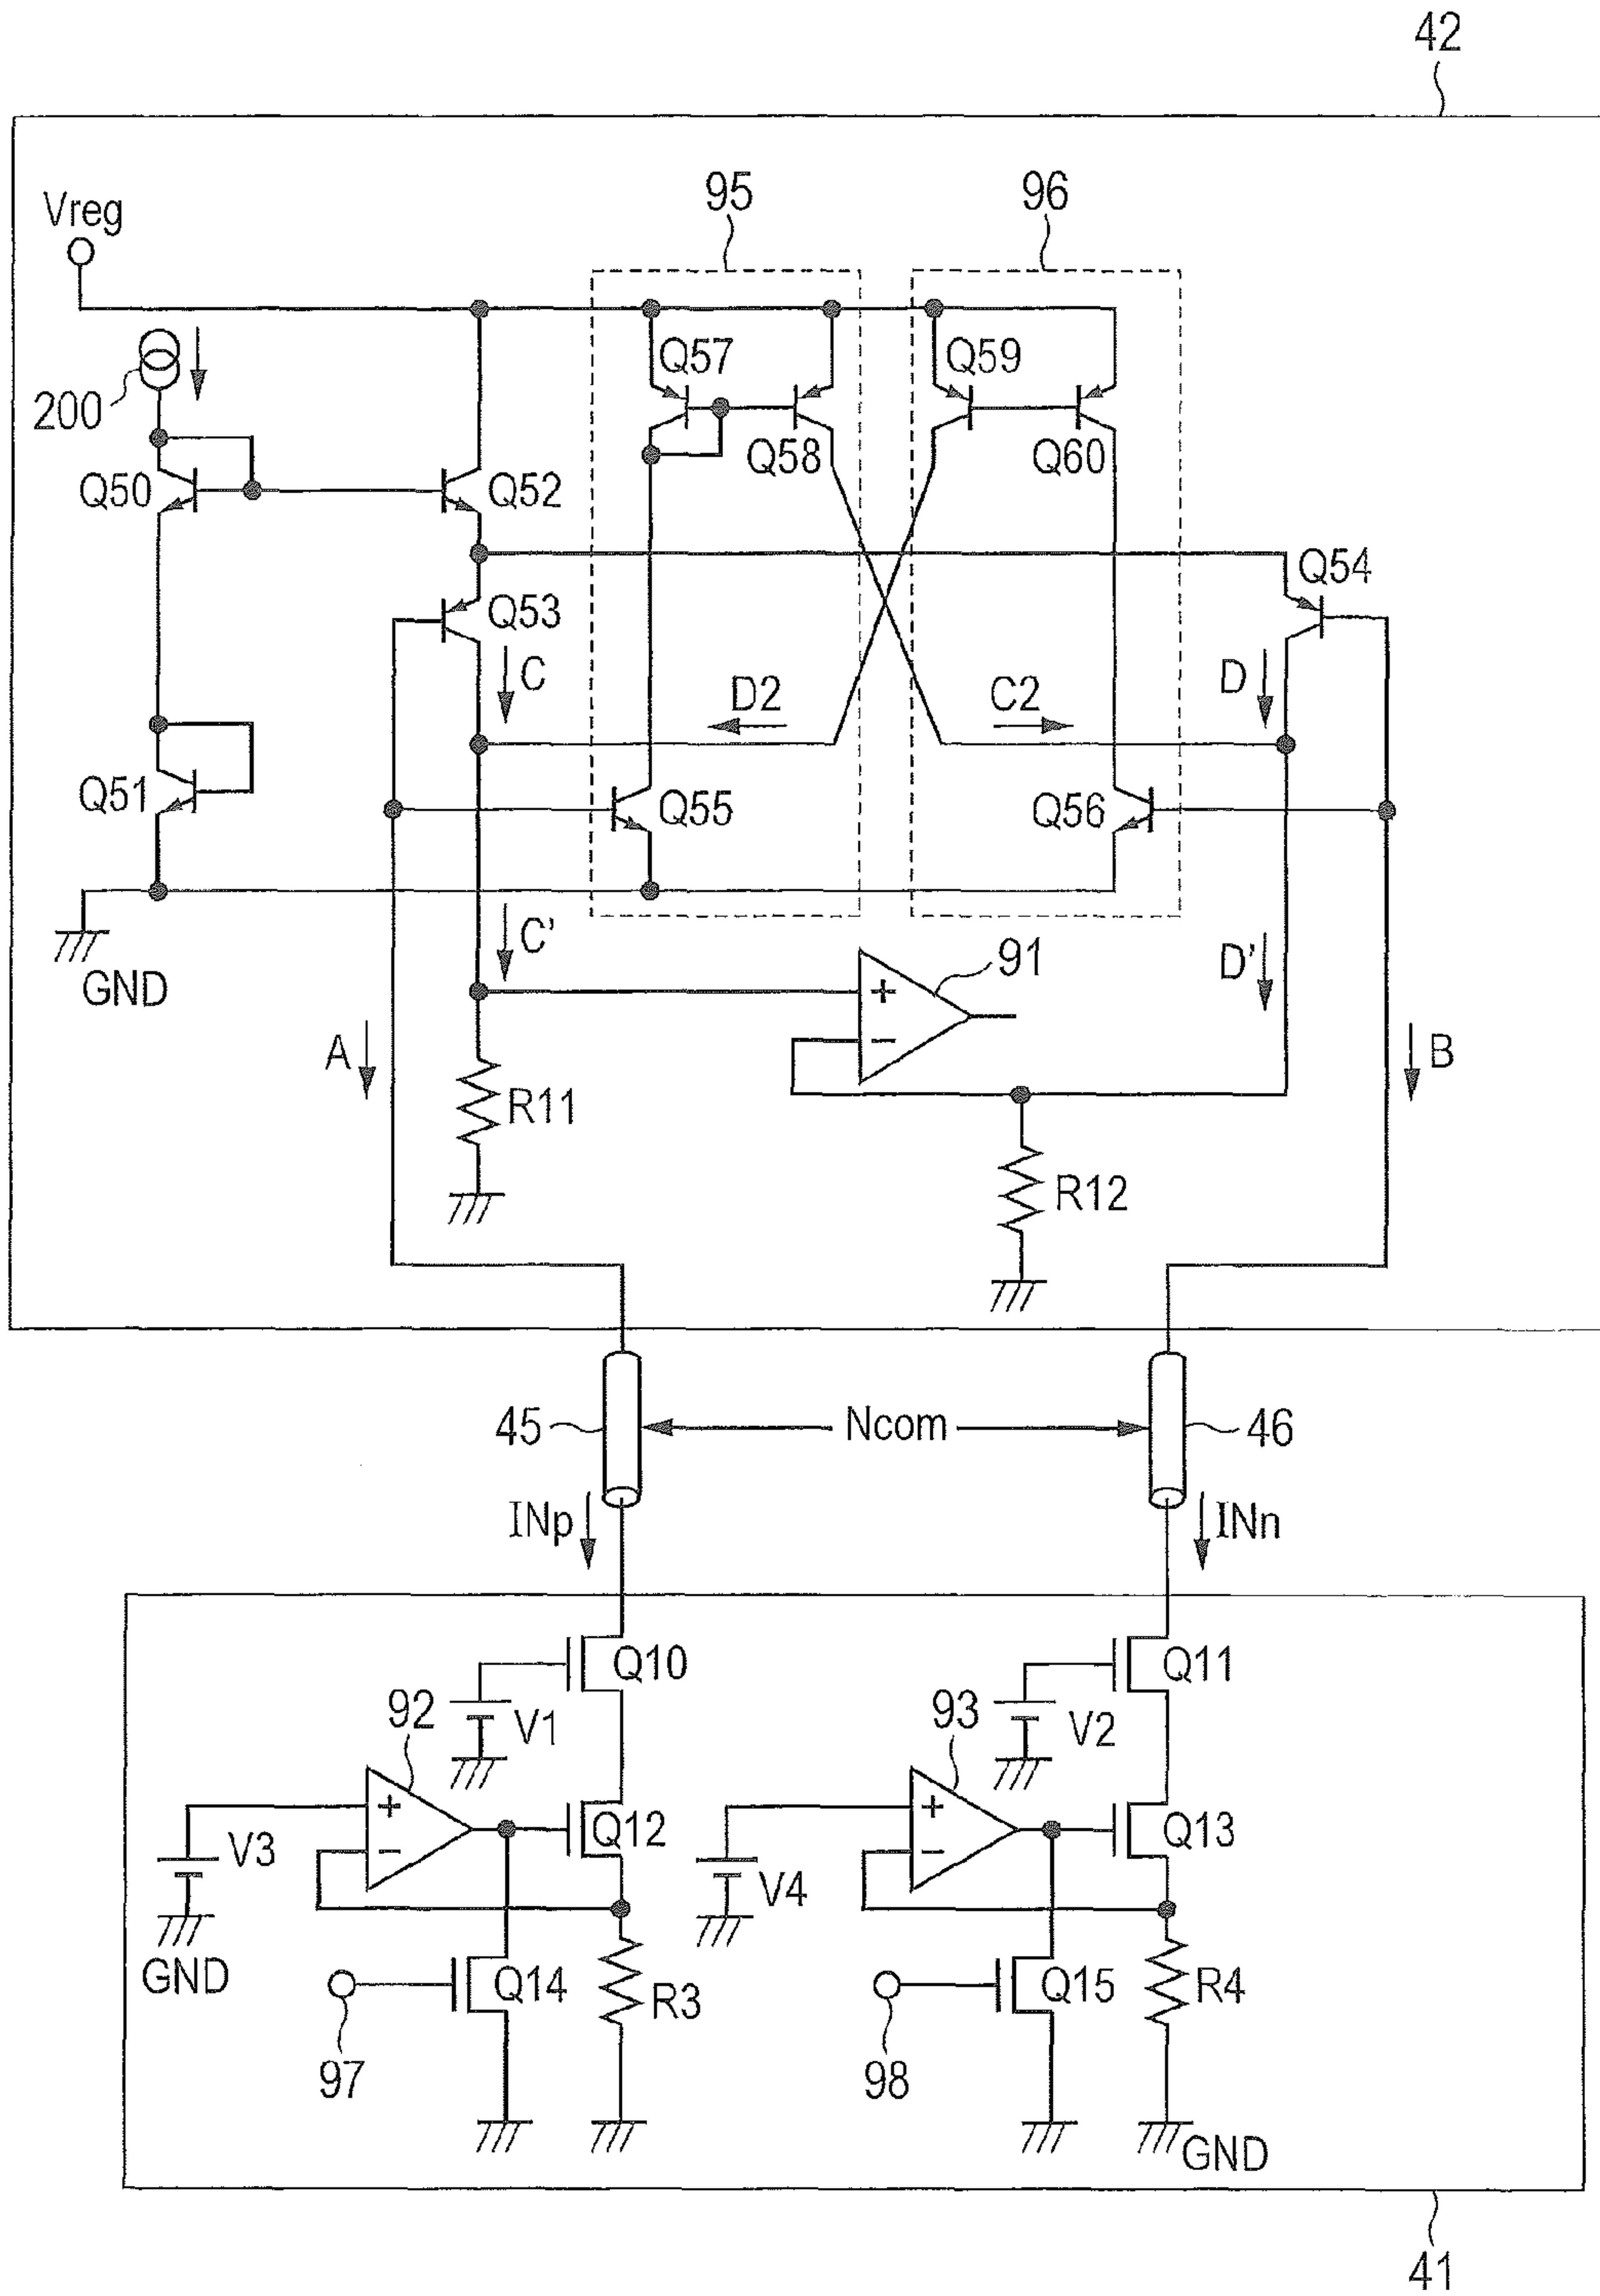 42
95
96
Vreg
Q57
Q59
200
Q58
Q60
Q50
Q52
Q54
Q53
C
D2
C2
D
Q51
Q55
Q56
C'
91
D'
GND
A
B
+
−
R11
R12
45
Ncom
46
INp
INn
Q10
Q11
92
V1
93
V2
+
−
Q12
+
−
Q13
V3
V4
GND
Q14
R3
Q15
R4
97
98
GND
41